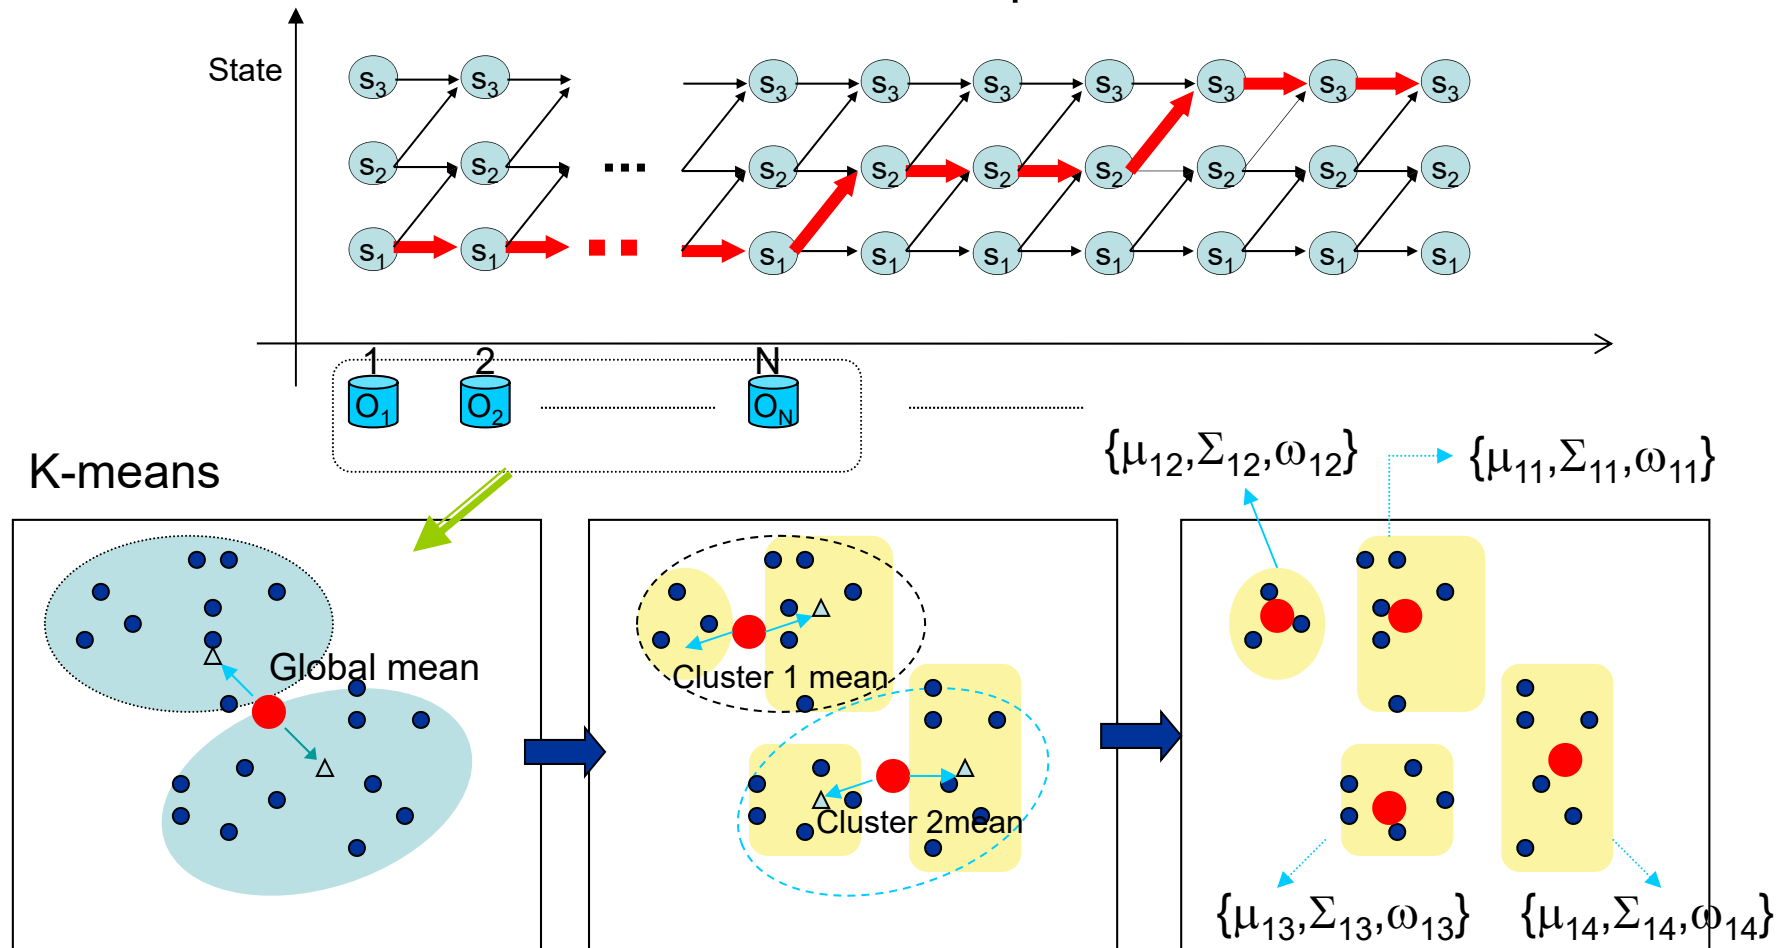 State
s3 s3 s3 s3 s3 s3 s3 s3 s3
s2 s2 ... s2 s2 s2 s2 s2 s2 s2
s1 s1 s1 s1 s1 s1 s1 s1 s1
1 2 N
O1 O2 ON
K-means
{μ12,Σ12,ω12} {μ11,Σ11,ω11}
Global mean
Cluster 1 mean
Cluster 2mean
{μ13,Σ13,ω13} {μ14,Σ14,ω14}